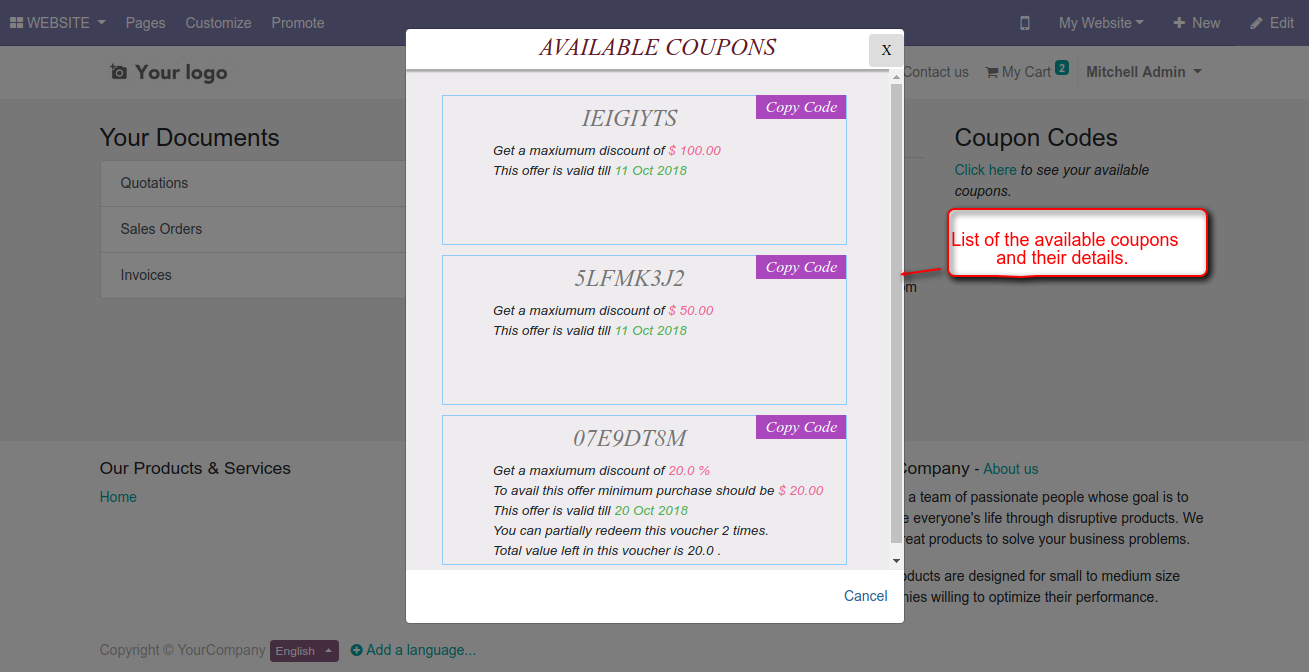 WEBSITE Pages Customize Promote My Website New Edit
AVAILABLE COUPONS X
Your logo Contact us My Cart 2 Mitchell Admin
Your Documents
Quotations
Sales Orders
Invoices
IEIGIYTS Copy Code
Get a maxiumum discount of $ 100.00
This offer is valid till 11 Oct 2018
5LFMK3J2 Copy Code
Get a maxiumum discount of $ 50.00
This offer is valid till 11 Oct 2018
07E9DT8M Copy Code
Get a maxiumum discount of 20.0 %
To avail this offer minimum purchase should be $ 20.00
This offer is valid till 20 Oct 2018
You can partially redeem this voucher 2 times.
Total value left in this voucher is 20.0 .
Cancel
Coupon Codes
Click here to see your available
coupons.
List of the available coupons
and their details.
om
Our Products & Services
Home
Company - About us
a team of passionate people whose goal is to
e everyone's life through disruptive products. We
reat products to solve your business problems.
oducts are designed for small to medium size
nies willing to optimize their performance.
Copyright © YourCompany English Add a language...